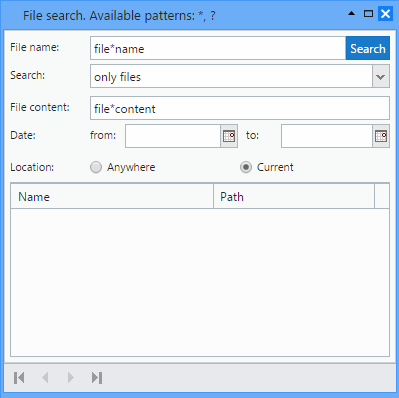 File search. Available patterns: *, ?
File name: file*name Search
Search: only files
File content: file*content
Date: from: to:
Location: Anywhere Current
Name Path